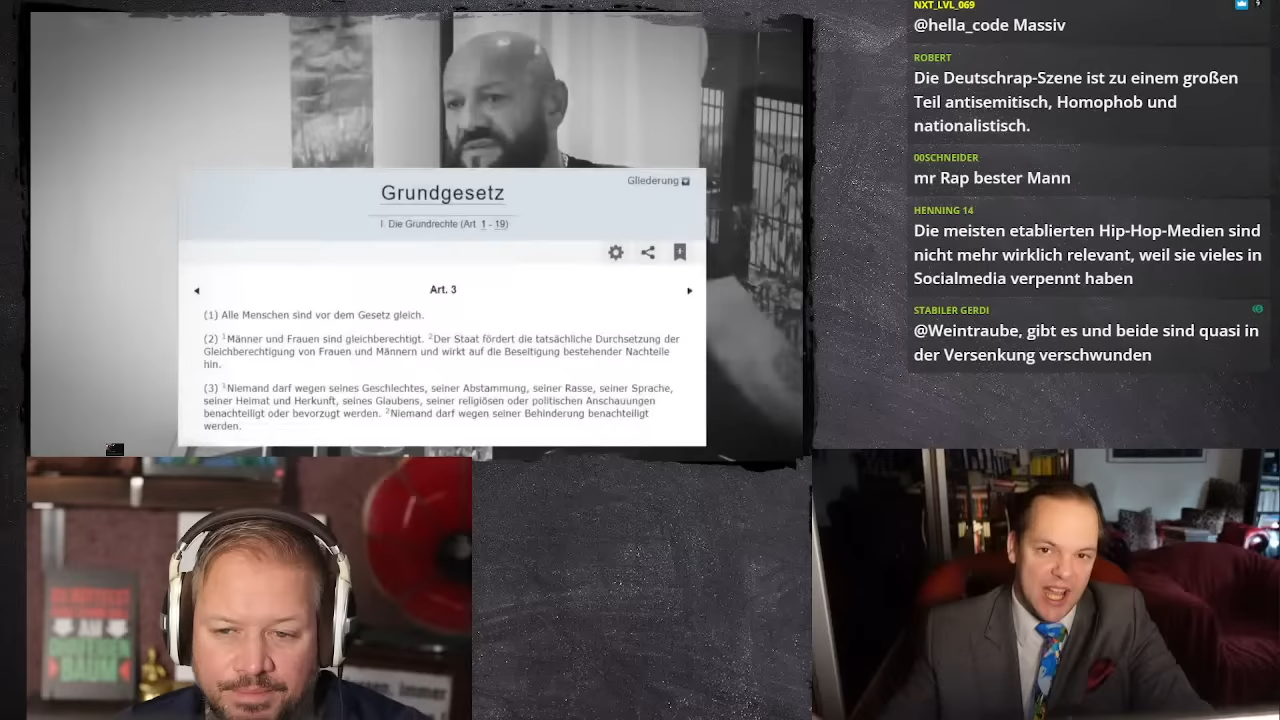 Gliederung
Grundgesetz
I. Die Grundrechte (Art. 1 - 19)
Art. 3
(1) Alle Menschen sind vor dem Gesetz gleich.
(2) 1Männer und Frauen sind gleichberechtigt. 2Der Staat fördert die tatsächliche Durchsetzung der
Gleichberechtigung von Frauen und Männern und wirkt auf die Beseitigung bestehender Nachteile
hin.
(3) 1Niemand darf wegen seines Geschlechtes, seiner Abstammung, seiner Rasse, seiner Sprache,
seiner Heimat und Herkunft, seines Glaubens, seiner religiösen oder politischen Anschauungen
benachteiligt oder bevorzugt werden. 2Niemand darf wegen seiner Behinderung benachteiligt
werden.
NXT_LVL_069
@hella_code Massiv
ROBERT
Die Deutschrap-Szene ist zu einem großen
Teil antisemitisch, Homophob und
nationalistisch.
00SCHNEIDER
mr Rap bester Mann
HENNING 14
Die meisten etablierten Hip-Hop-Medien sind
nicht mehr wirklich relevant, weil sie vieles in
Socialmedia verpennt haben
STABILER GERDI
@Weintraube, gibt es und beide sind quasi in
der Versenkung verschwunden
AU
BAUM
immer